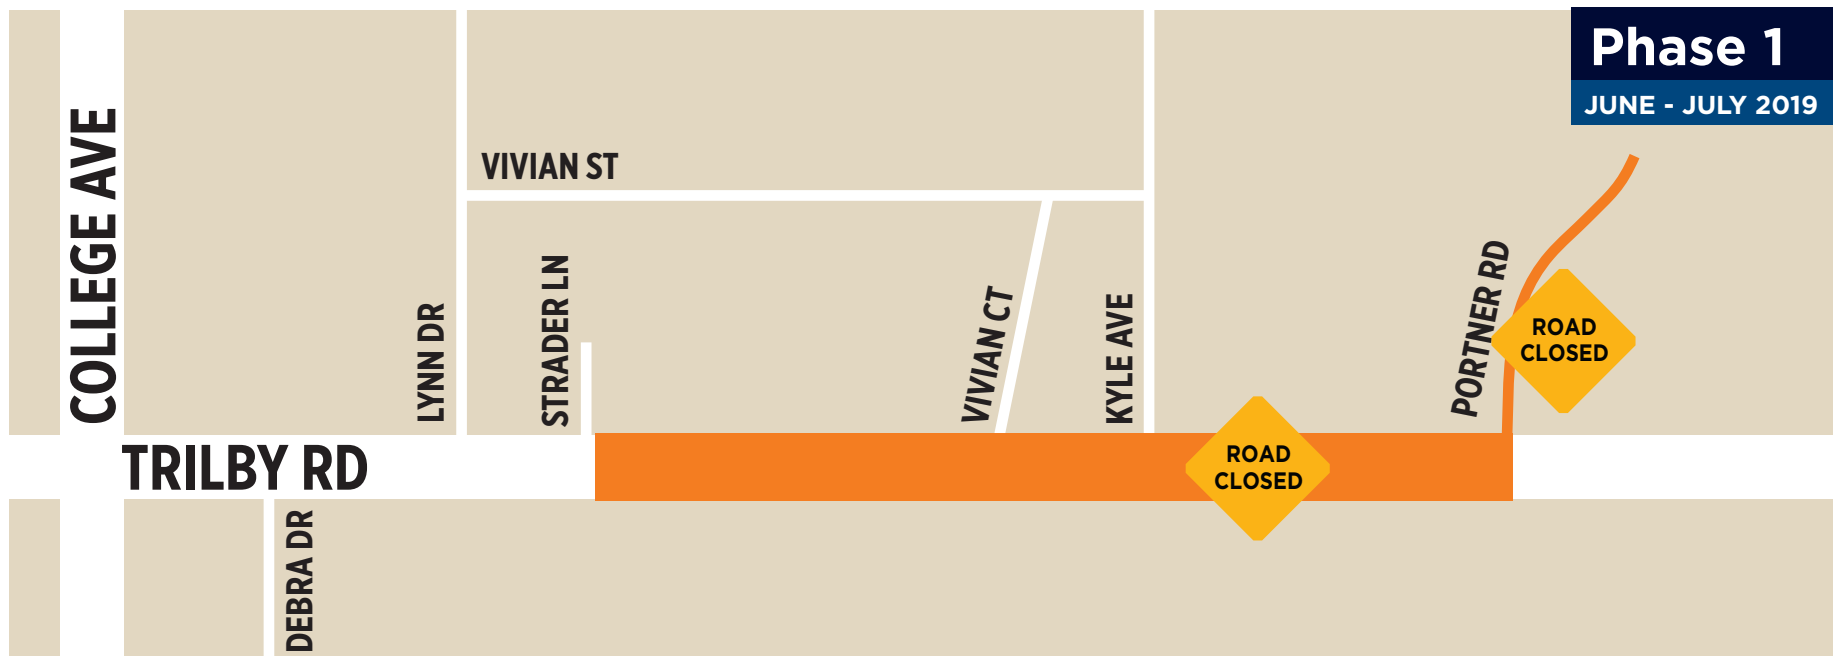 Phase 1
JUNE - JULY 2019
COLLEGE AVE
VIVIAN ST
LYNN DR
STRADER LN
VIVIAN CT
KYLE AVE
PORTNER RD
ROAD
CLOSED
TRILBY RD
ROAD
CLOSED
DEBRA DR